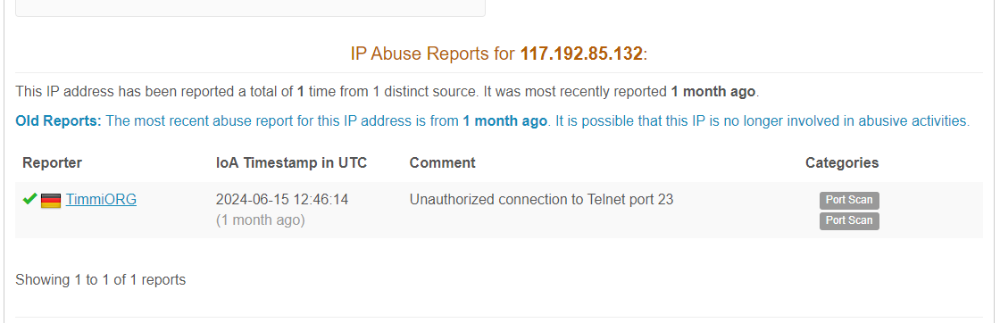 IP Abuse Reports for 117.192.85.132:
This IP address has been reported a total of 1 time from 1 distinct source. It was most recently reported 1 month ago.
Old Reports: The most recent abuse report for this IP address is from 1 month ago. It is possible that this IP is no longer involved in abusive activities.
Reporter IoA Timestamp in UTC Comment Categories
TimmiORG 2024-06-15 12:46:14 Unauthorized connection to Telnet port 23 Port Scan
(1 month ago) Port Scan
Showing 1 to 1 of 1 reports